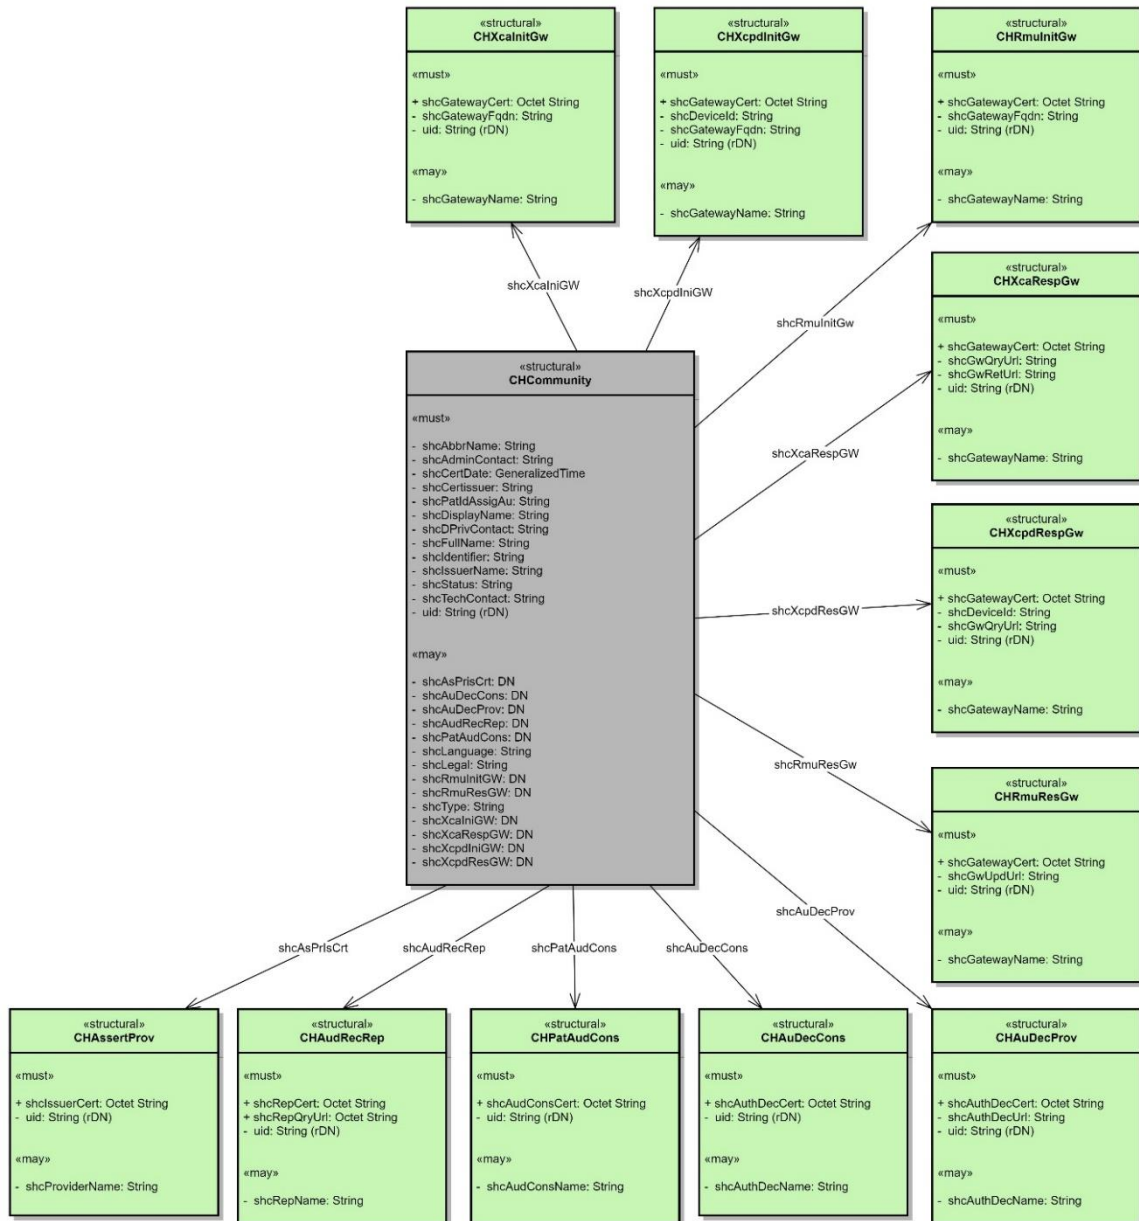 «structural»
CHXcaInitGw
«must»
+ shcGatewayCert: Octet String
- shcGatewayFqdn: String
- uid: String (rDN)
«may»
- shcGatewayName: String
«structural»
CHXcpdInitGw
«must»
+ shcGatewayCert: Octet String
- shcDeviceId: String
- shcGatewayFqdn: String
- uid: String (rDN)
«may»
- shcGatewayName: String
«structural»
CHRmuInitGw
«must»
+ shcGatewayCert: Octet String
- shcGatewayFqdn: String
- uid: String (rDN)
«may»
- shcGatewayName: String
shcXcaIniGW
shcXcpdIniGW
shcRmuInitGw
«structural»
CHXcaRespGw
«must»
+ shcGatewayCert: Octet String
- shcGwQryUrl: String
- shcGwRetUrl: String
- uid: String (rDN)
«may»
- shcGatewayName: String
«structural»
CHCommunity
«must»
- shcAbbrName: String
- shcAdminContact: String
- shcCertDate: GeneralizedTime
- shcCertissuer: String
- shcPatIdAssigAu: String
- shcDisplayName: String
- shcDPrivContact: String
- shcFullName: String
- shcIdentifier: String
- shcIssuerName: String
- shcStatus: String
- shcTechContact: String
- uid: String (rDN)
«may»
- shcAsPrisCrt: DN
- shcAuDecCons: DN
- shcAuDecProv: DN
- shcAudRecRep: DN
- shcPatAudCons: DN
- shcLanguage: String
- shcLegal: String
- shcRmuInitGW: DN
- shcRmuResGW: DN
- shcType: String
- shcXcaIniGW: DN
- shcXcaRespGW: DN
- shcXcpdIniGW: DN
- shcXcpdResGW: DN
shcXcaRespGW
«structural»
CHXcpdRespGw
«must»
+ shcGatewayCert: Octet String
- shcDeviceId: String
- shcGwQryUrl: String
- uid: String (rDN)
«may»
- shcGatewayName: String
shcXcpdResGW
shcRmuResGw
«structural»
CHRmuResGw
«must»
+ shcGatewayCert: Octet String
- shcGwUpdUrl: String
- uid: String (rDN)
«may»
- shcGatewayName: String
shcAuDecProv
shcAsPrIsCrt
shcAudRecRep
shcPatAudCons
shcAuDecCons
«structural»
CHAssertProv
«must»
+ shcIssuerCert: Octet String
- uid: String (rDN)
«may»
- shcProviderName: String
«structural»
CHAudRecRep
«must»
+ shcRepCert: Octet String
+ shcRepQryUrl: Octet String
- uid: String (rDN)
«may»
- shcRepName: String
«structural»
CHPatAudCons
«must»
+ shcAudConsCert: Octet String
- uid: String (rDN)
«may»
- shcAudConsName: String
«structural»
CHAuDecCons
«must»
+ shcAuthDecCert: Octet String
- uid: String (rDN)
«may»
- shcAuthDecName: String
«structural»
CHAuDecProv
«must»
+ shcAuthDecCert: Octet String
- shcAuthDecUrl: String
- uid: String (rDN)
«may»
- shcAuthDecName: String